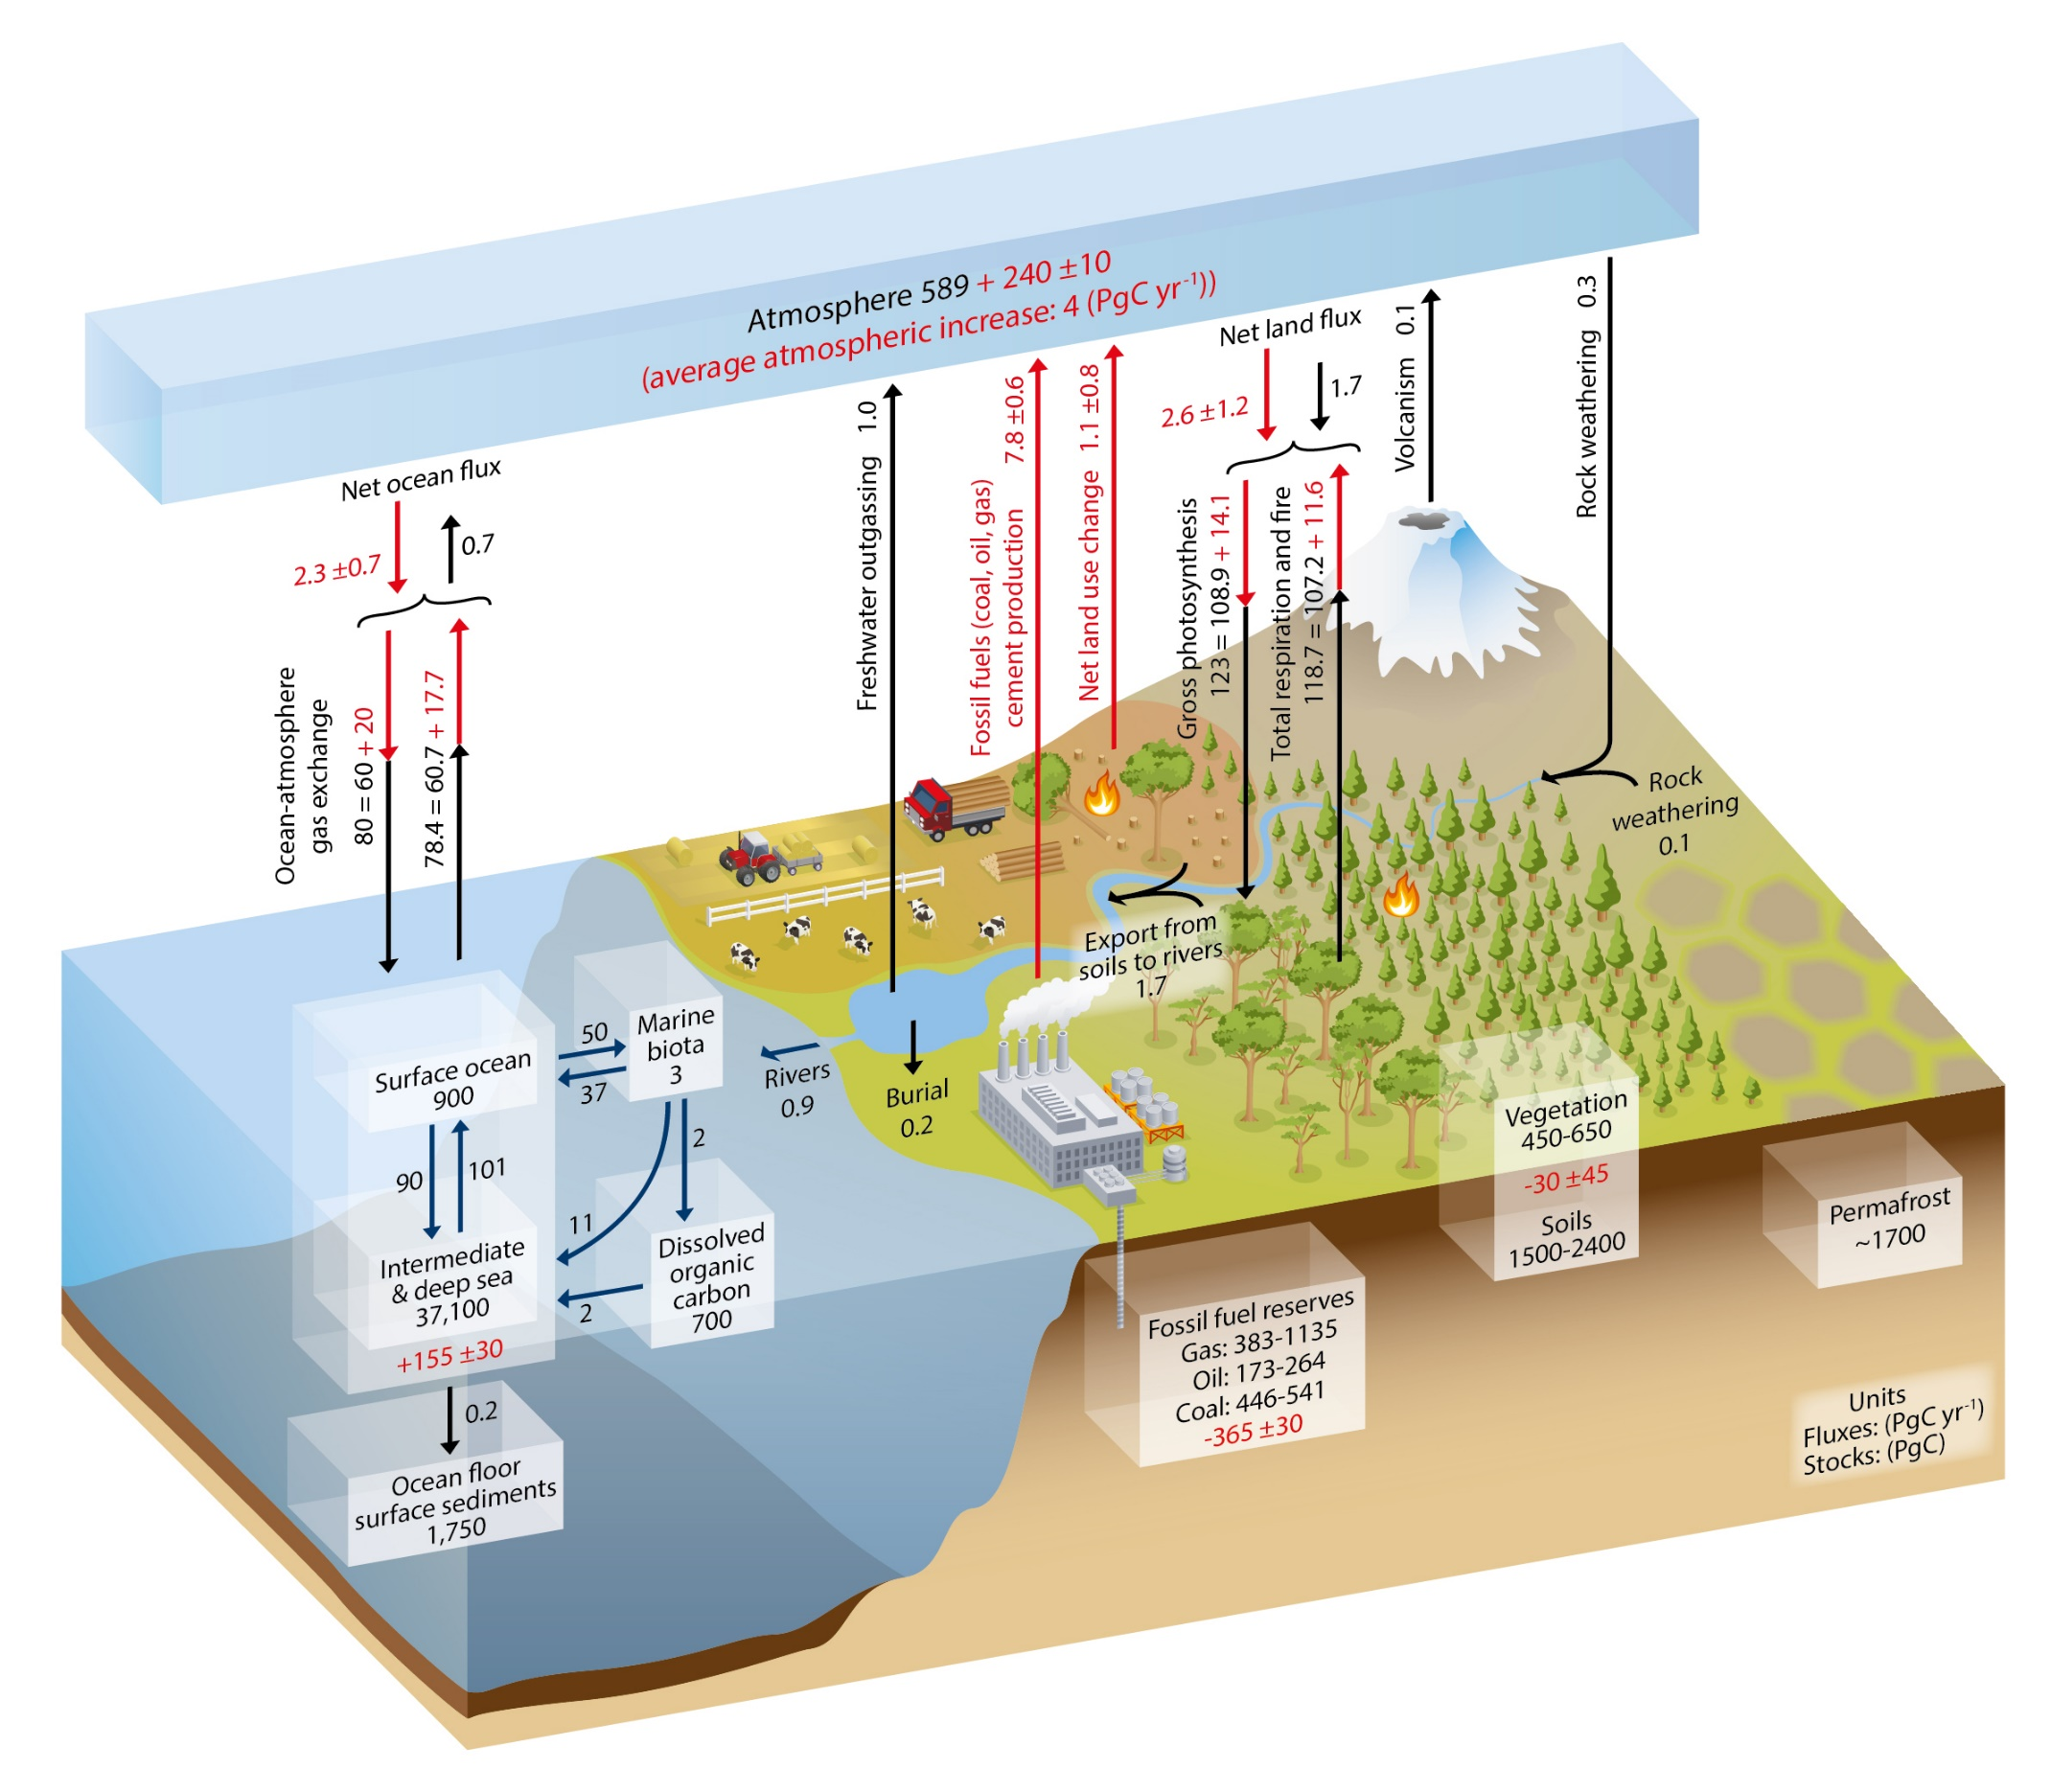 Atmosphere 589 + 240 ±10
(average atmospheric increase: 4 (PgC yr⁻¹))
Net ocean flux
2.3 ±0.7
0.7
Ocean-atmosphere
gas exchange
80 = 60 + 20
78.4 = 60.7 + 17.7
Freshwater outgassing 1.0
Fossil fuels (coal, oil, gas)
cement production 7.8 ±0.6
Net land use change 1.1 ±0.8
Net land flux
2.6 ±1.2
1.7
Gross photosynthesis
123 = 108.9 + 14.1
Total respiration and fire
118.7 = 107.2 + 11.6
Volcanism 0.1
Rock weathering 0.3
Rock
weathering
0.1
Export from
soils to rivers
1.7
Surface ocean
900
50
37
Marine
biota
3
Rivers
0.9
Burial
0.2
90
101
11
2
Intermediate
& deep sea
37,100
+155 ±30
2
Dissolved
organic
carbon
700
0.2
Ocean floor
surface sediments
1,750
Vegetation
450-650
-30 ±45
Soils
1500-2400
Permafrost
~1700
Fossil fuel reserves
Gas: 383-1135
Oil: 173-264
Coal: 446-541
-365 ±30
Units
Fluxes: (PgC yr⁻¹)
Stocks: (PgC)